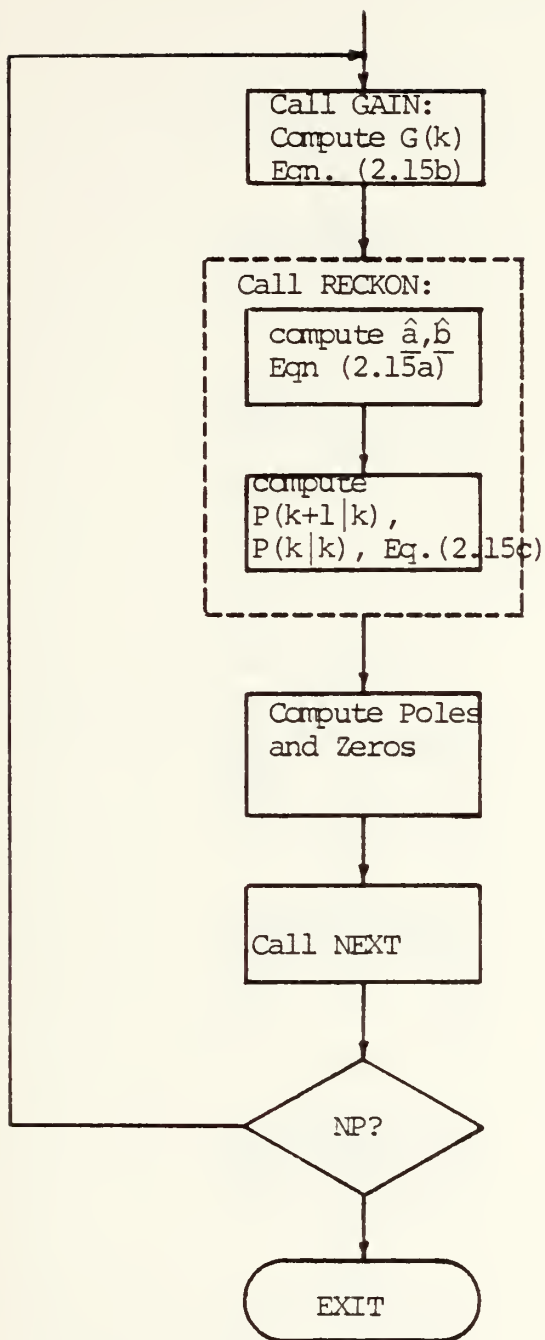 Call GAIN:
Compute G(k)
Eqn. (2.15b)
Call RECKON:
compute â,b̂
Eqn (2.15a)
compute
P(k+1|k),
P(k|k), Eq.(2.15c)
Compute Poles
and Zeros
Call NEXT
NP?
EXIT